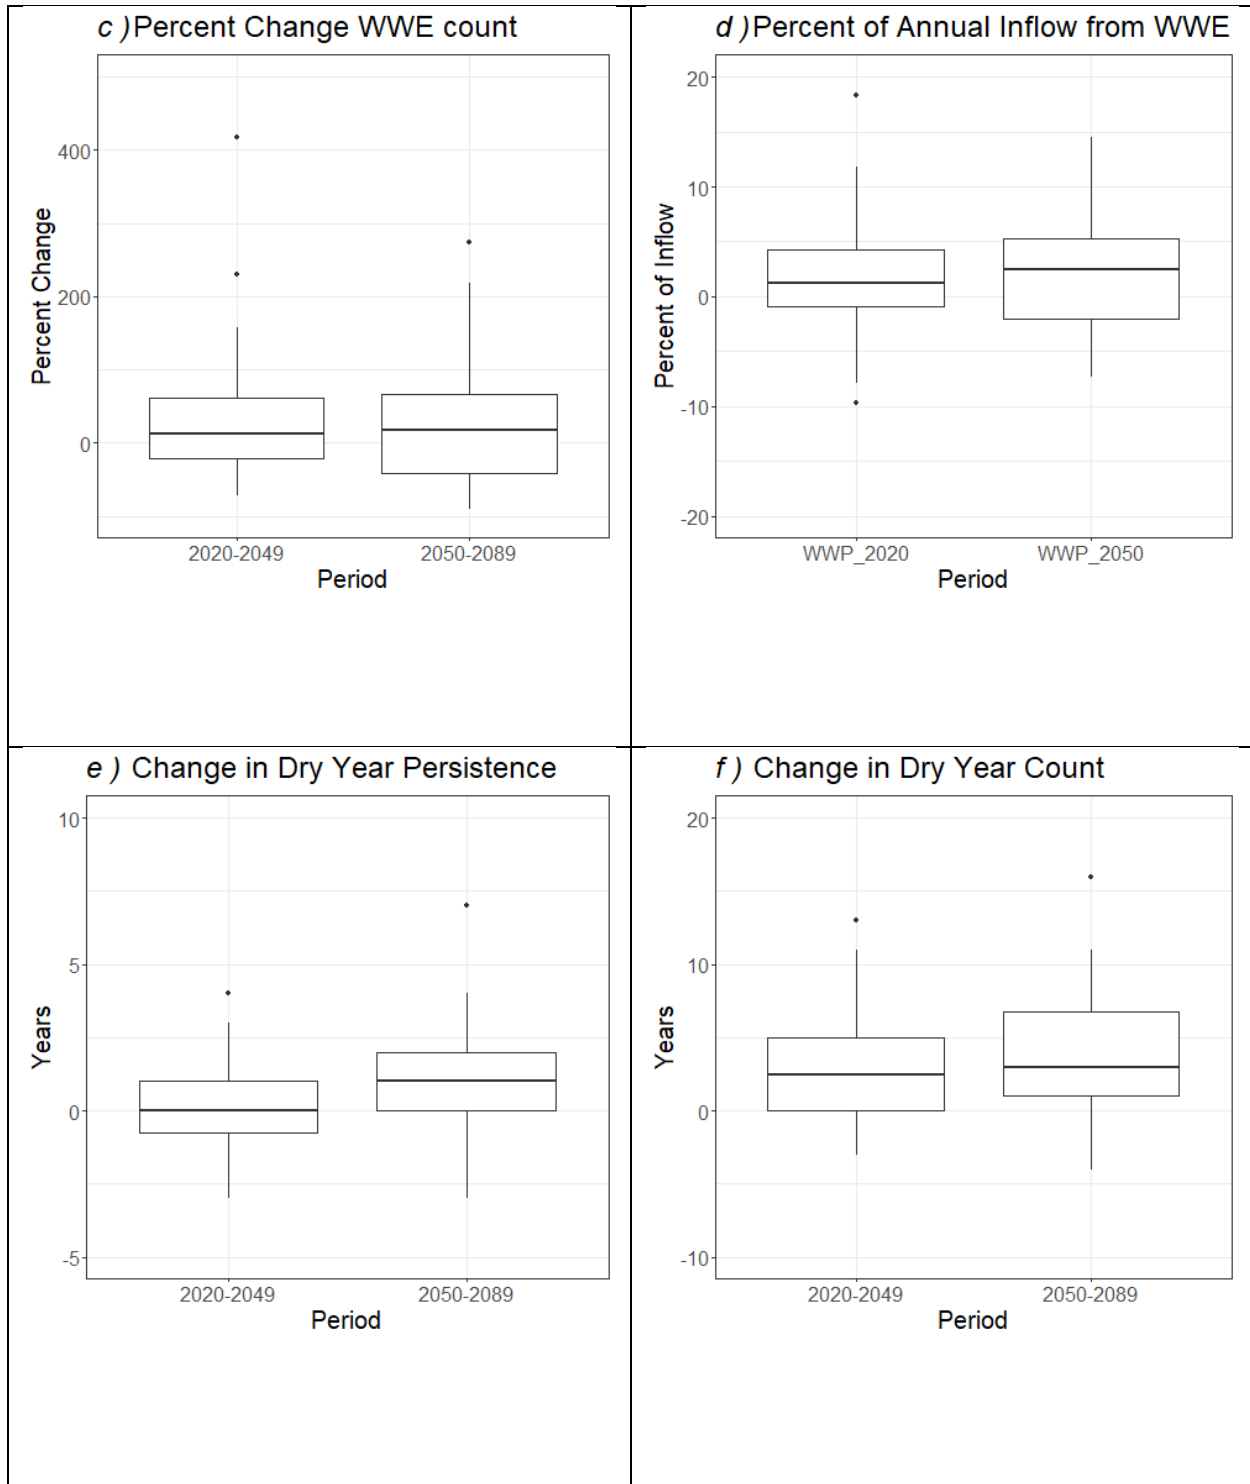 c ) Percent Change WWE count
Percent Change
400
200
0
2020-2049 2050-2089
Period
d ) Percent of Annual Inflow from WWE
Percent of Inflow
20
10
0
-10
-20
WWP_2020 WWP_2050
Period
e ) Change in Dry Year Persistence
Years
10
5
0
-5
2020-2049 2050-2089
Period
f ) Change in Dry Year Count
Years
20
10
0
-10
2020-2049 2050-2089
Period